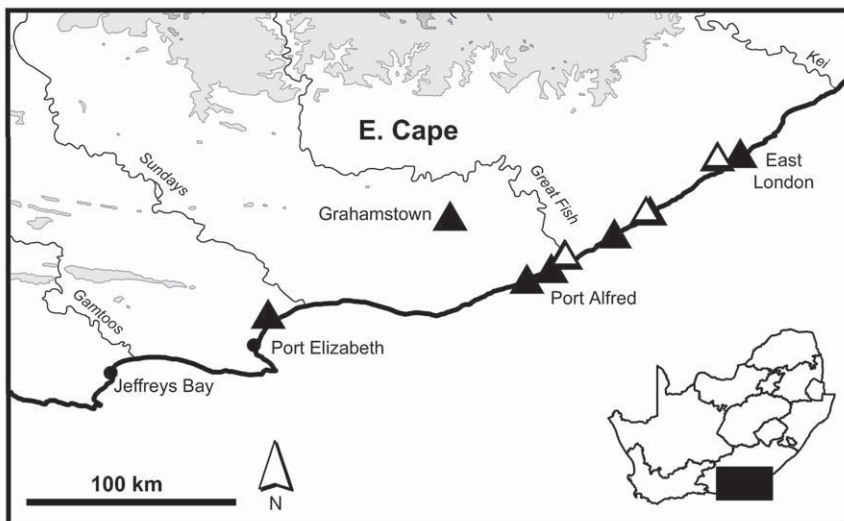 Kei
E. Cape
Sundays
Great Fish
East
London
Grahamstown
Gamtoos
Port Alfred
Port Elizabeth
Jeffreys Bay
100 km
N